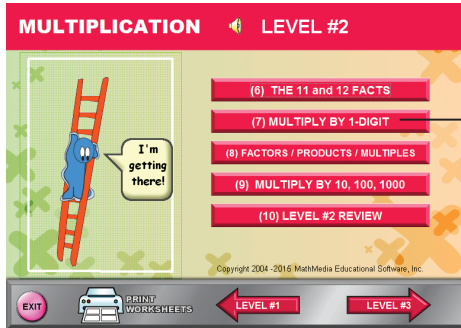 MULTIPLICATION LEVEL #2
(6) THE 11 and 12 FACTS
(7) MULTIPLY BY 1-DIGIT
(8) FACTORS / PRODUCTS / MULTIPLES
(9) MULTIPLY BY 10, 100, 1000
(10) LEVEL #2 REVIEW
I'm
getting
there!
Copyright 2004 -2015 MathMedia Educational Software, Inc.
EXIT
PRINT
WORKSHEETS
LEVEL #1
LEVEL #3